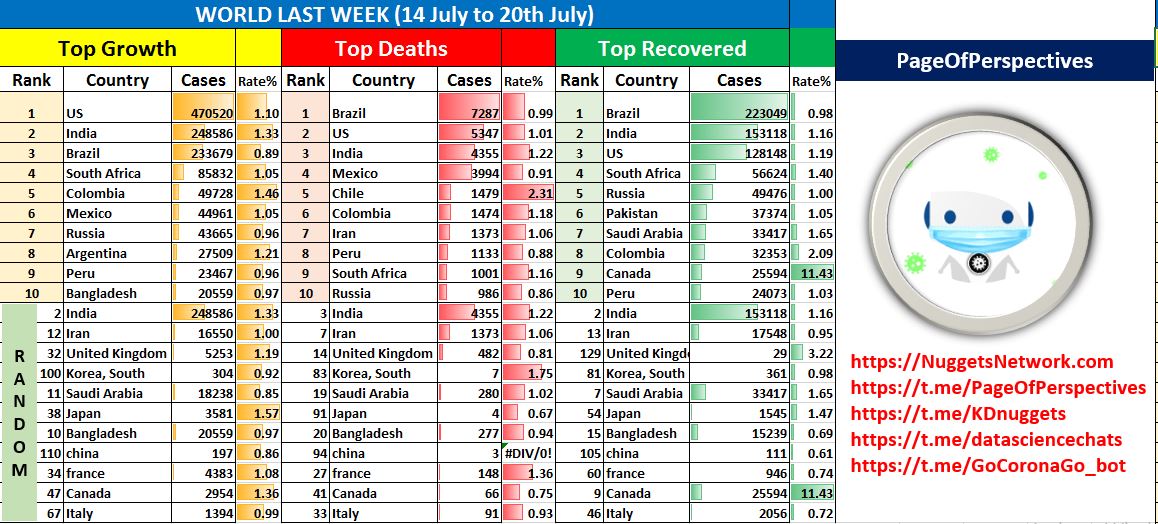 WORLD LAST WEEK (14 July to 20th July)
Top Growth Top Deaths Top Recovered
Rank Country Cases Rate% Rank Country Cases Rate% Rank Country Cases Rate%
1 US 470520 1.10 1 Brazil 7287 0.99 1 Brazil 223049 0.98
2 India 248586 1.33 2 US 5347 1.01 2 India 153118 1.16
3 Brazil 233679 0.89 3 India 4355 1.22 3 US 128148 1.19
4 South Africa 85832 1.05 4 Mexico 3994 0.91 4 South Africa 56624 1.40
5 Colombia 49728 1.46 5 Chile 1479 2.31 5 Russia 49476 1.00
6 Mexico 44961 1.05 6 Colombia 1474 1.18 6 Pakistan 37374 1.05
7 Russia 43665 0.96 7 Iran 1373 1.06 7 Saudi Arabia 33417 1.65
8 Argentina 27509 1.21 8 Peru 1133 0.88 8 Colombia 32353 2.09
9 Peru 23467 0.96 9 South Africa 1001 1.16 9 Canada 25594 11.43
10 Bangladesh 20559 0.97 10 Russia 986 0.86 10 Peru 24073 1.03
RANDOM
2 India 248586 1.33 3 India 4355 1.22 2 India 153118 1.16
12 Iran 16550 1.00 7 Iran 1373 1.06 13 Iran 17548 0.95
32 United Kingdom 5253 1.19 14 United Kingdom 482 0.81 129 United Kingd 29 3.22
100 Korea, South 304 0.92 83 Korea, South 7 1.75 81 Korea, South 361 0.98
11 Saudi Arabia 18238 0.85 19 Saudi Arabia 280 1.02 7 Saudi Arabia 33417 1.65
38 Japan 3581 1.57 91 Japan 4 0.67 54 Japan 1545 1.47
10 Bangladesh 20559 0.97 20 Bangladesh 277 0.94 15 Bangladesh 15239 0.69
110 china 197 0.86 94 china 3 #DIV/0! 105 china 111 0.61
34 france 4383 1.08 27 france 148 1.36 60 france 946 0.74
47 Canada 2954 1.36 41 Canada 66 0.75 9 Canada 25594 11.43
67 Italy 1394 0.99 33 Italy 91 0.93 46 Italy 2056 0.72
PageOfPerspectives
https://NuggetsNetwork.com
https://t.me/PageOfPerspectives
https://t.me/KDnuggets
https://t.me/datasciencechats
https://t.me/GoCoronaGo_bot